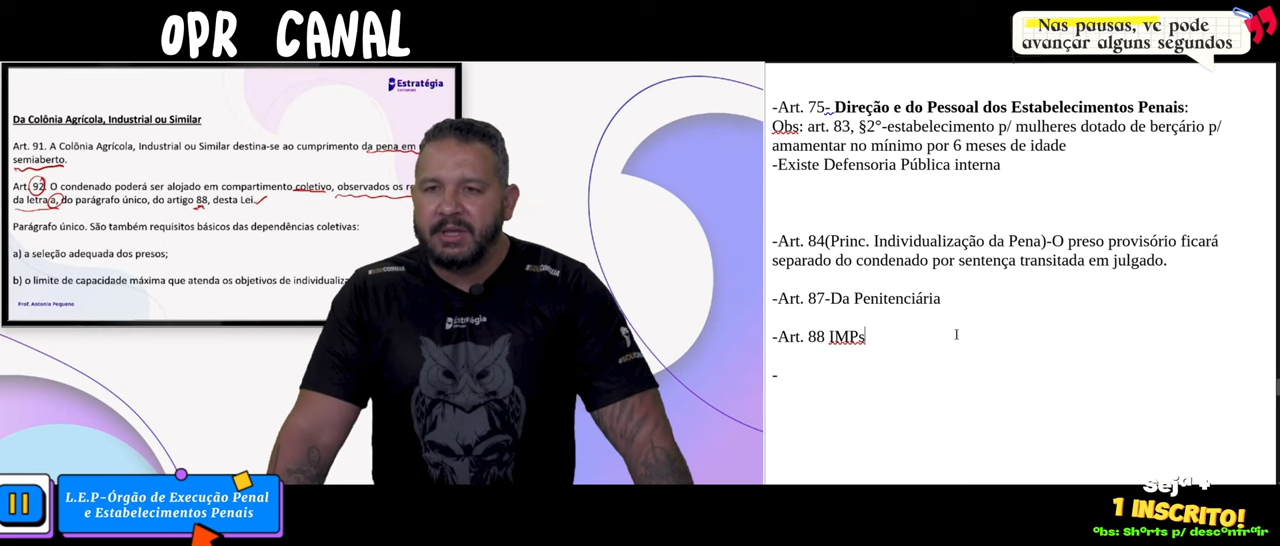 OPR CANAL
Nas pausas, vc pode
avançar alguns segundos
Estratégia
Concursos
Da Colônia Agrícola, Industrial ou Similar
Art. 91. A Colônia Agrícola, Industrial ou Similar destina-se ao cumprimento da pena em
semiaberto.
Art. 92. O condenado poderá ser alojado em compartimento coletivo, observados os
da letra a, do parágrafo único, do artigo 88, desta Lei.
Parágrafo único. São também requisitos básicos das dependências coletivas:
a) a seleção adequada dos presos;
b) o limite de capacidade máxima que atenda os objetivos de
Prof. Antonio Pequeno
Estratégia
-Art. 75- Direção e do Pessoal dos Estabelecimentos Penais:
Obs: art. 83, §2°-estabelecimento p/ mulheres dotado de berçário p/
amamentar no mínimo por 6 meses de idade
-Existe Defensoria Pública interna
-Art. 84(Princ. Individualização da Pena)-O preso provisório ficará
separado do condenado por sentença transitada em julgado.
-Art. 87-Da Penitenciária
-Art. 88 IMPs
-
L.E.P-Órgão de Execução Penal
e Estabelecimentos Penais
Seja +
1 INSCRITO!
Obs: Shorts p/ descontrair